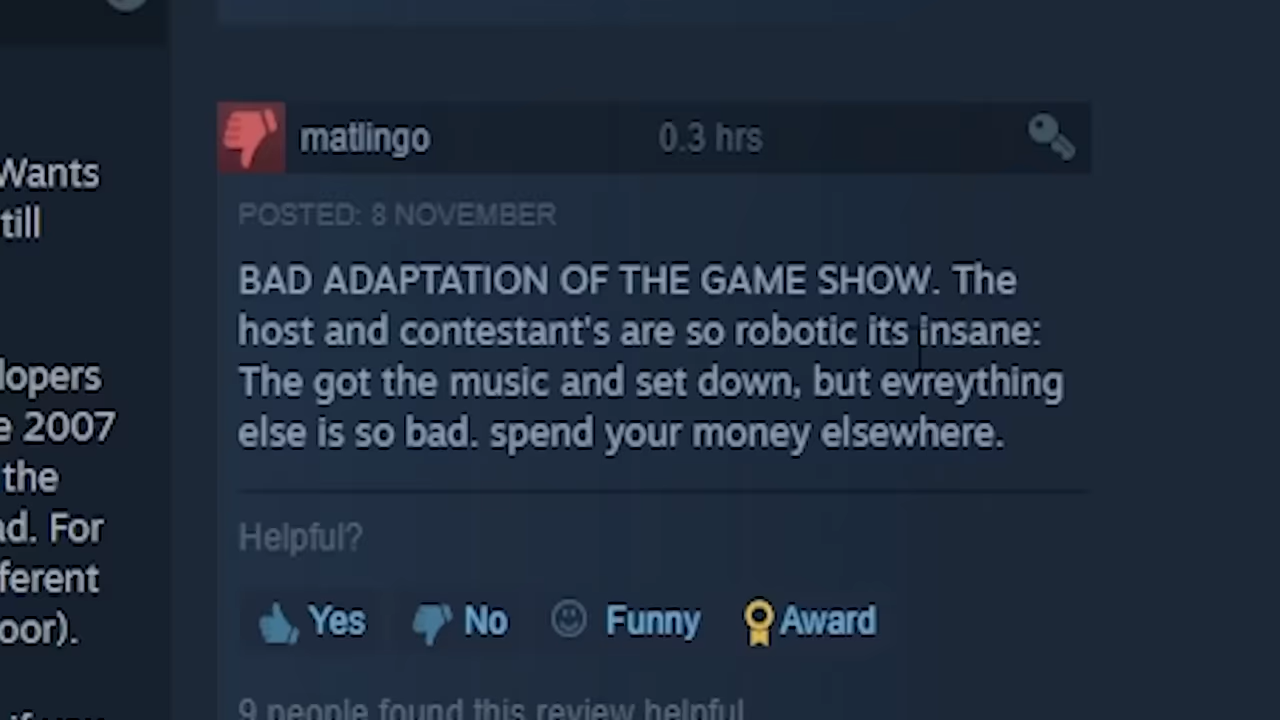 matlingo 0.3 hrs
POSTED: 8 NOVEMBER
BAD ADAPTATION OF THE GAME SHOW. The
host and contestant's are so robotic its insane:
The got the music and set down, but evreything
else is so bad. spend your money elsewhere.
Helpful?
Yes No Funny Award
9 people found this review helpful
Wants
till
lopers
e 2007
the
ad. For
ferent
oor).